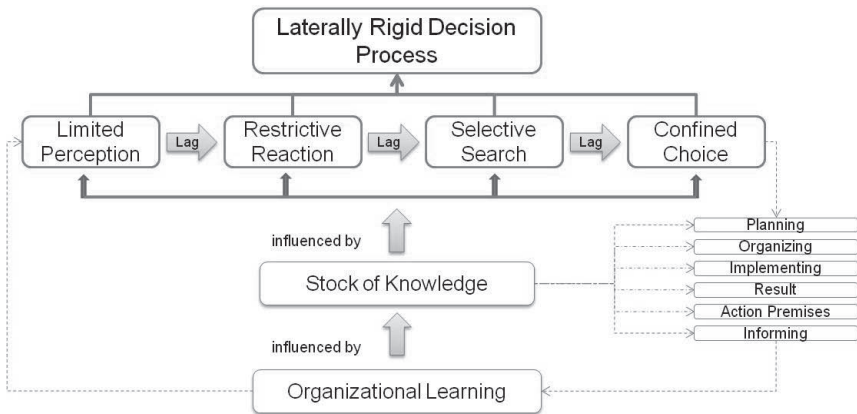 Laterally Rigid Decision
Process
Limited
Perception
Lag
Restrictive
Reaction
Lag
Selective
Search
Lag
Confined
Choice
influenced by
Planning
Organizing
Implementing
Result
Action Premises
Informing
Stock of Knowledge
influenced by
Organizational Learning